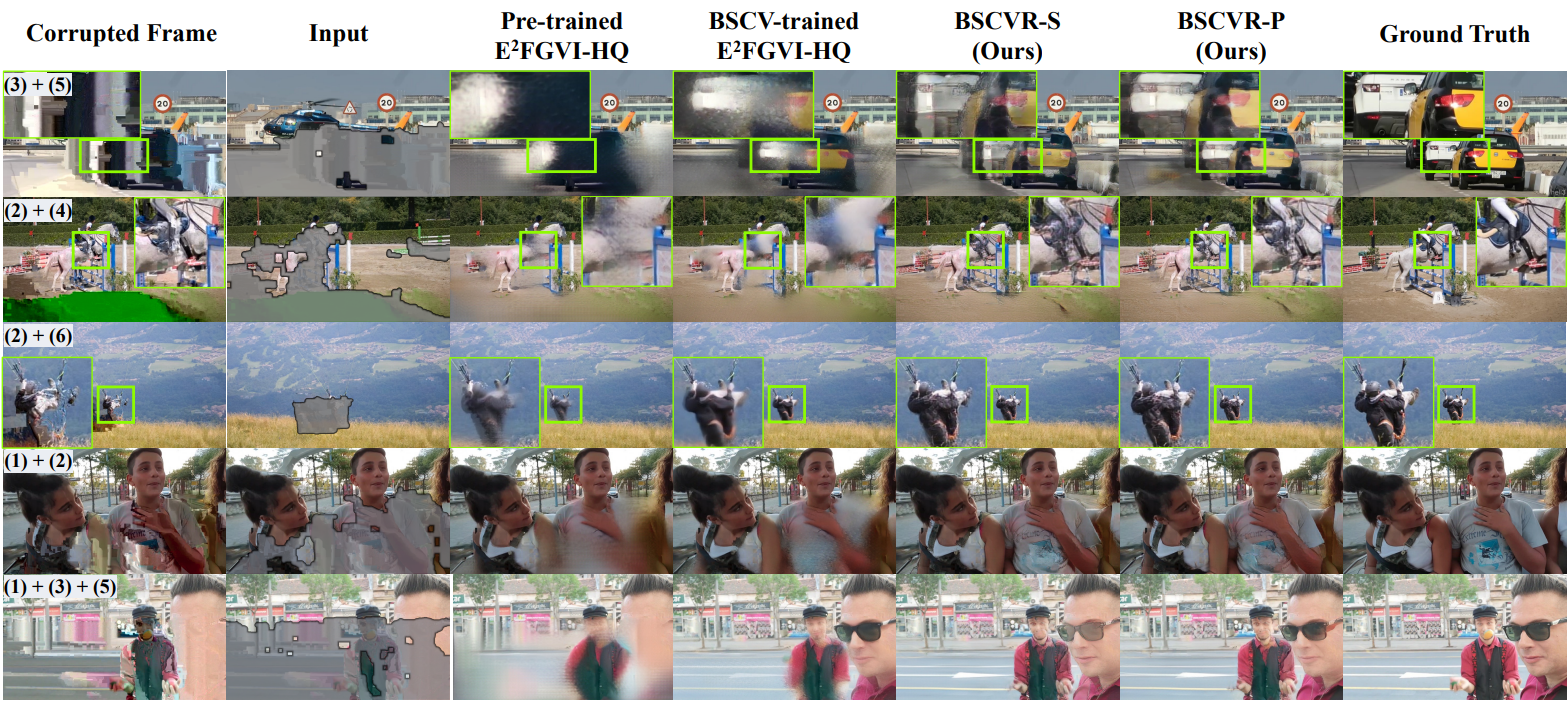 Corrupted Frame
Input
Pre-trained
E²FGVI-HQ
BSCV-trained
E²FGVI-HQ
BSCVR-S
(Ours)
BSCVR-P
(Ours)
Ground Truth
(3) + (5)
20
20
20
20
20
20
20
(2) + (4)
(2) + (6)
(1) + (2)
(1) + (3) + (5)